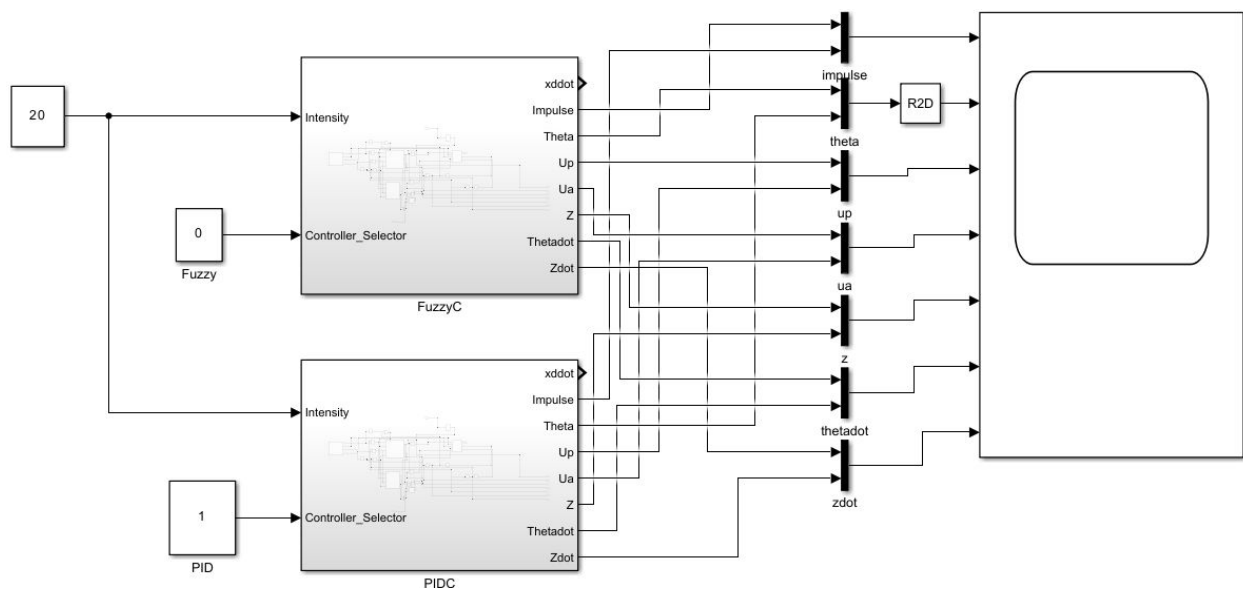 20
0
Fuzzy
Intensity
Controller_Selector
xddot
Impulse
Theta
Up
Ua
Z
Thetadot
Zdot
FuzzyC
1
PID
Intensity
Controller_Selector
xddot
Impulse
Theta
Up
Ua
Z
Thetadot
Zdot
PIDC
impulse
R2D
theta
up
ua
z
thetadot
zdot